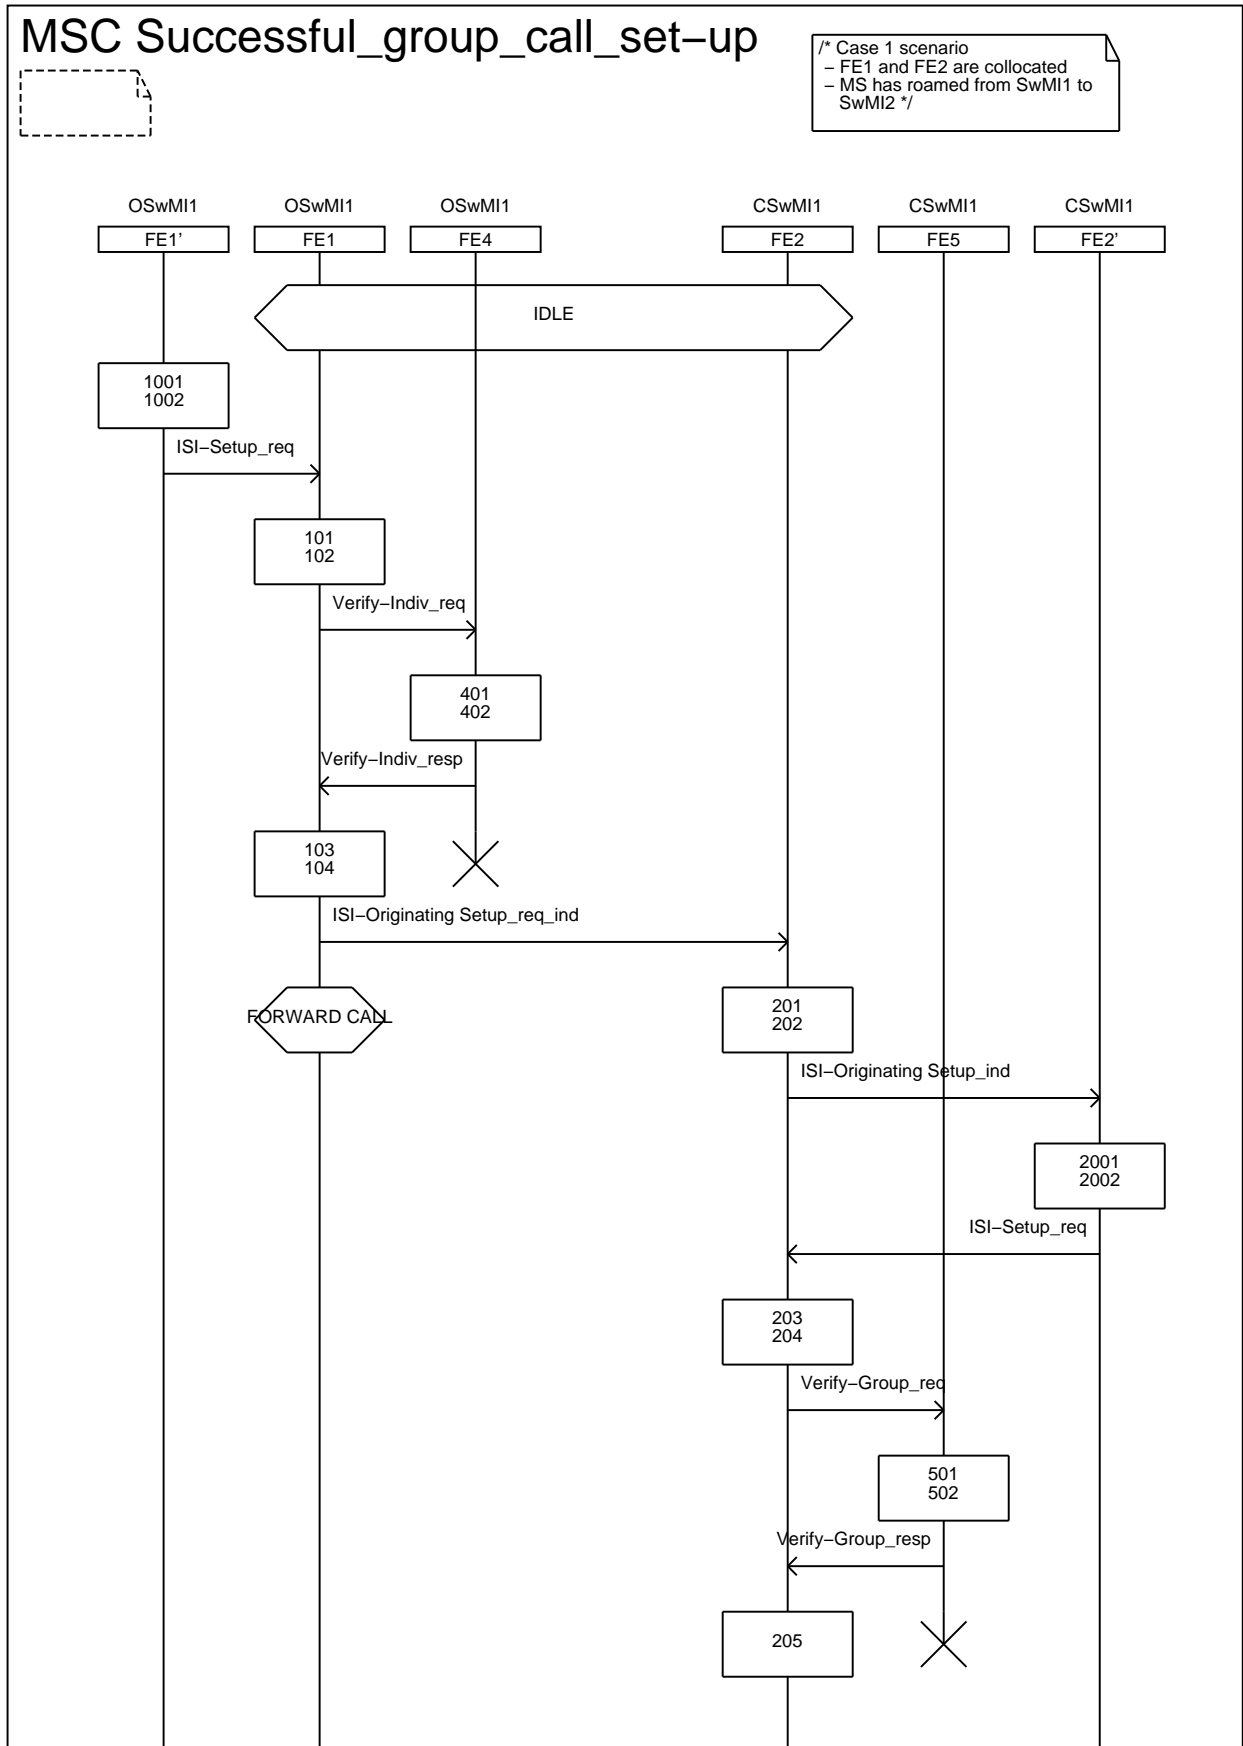 MSC Successful_group_call_set−up
/* Case 1 scenario
− FE1 and FE2 are collocated
− MS has roamed from SwMI1 to
SwMI2 */
OSwMI1 OSwMI1 OSwMI1 CSwMI1 CSwMI1 CSwMI1
FE1’ FE1 FE4 FE2 FE5 FE2’
IDLE
1001
1002
ISI−Setup_req
101
102
Verify−Indiv_req
401
402
Verify−Indiv_resp
103
104
ISI−Originating Setup_req_ind
FORWARD CALL
201
202
ISI−Originating Setup_ind
2001
2002
ISI−Setup_req
203
204
Verify−Group_req
501
502
Verify−Group_resp
205